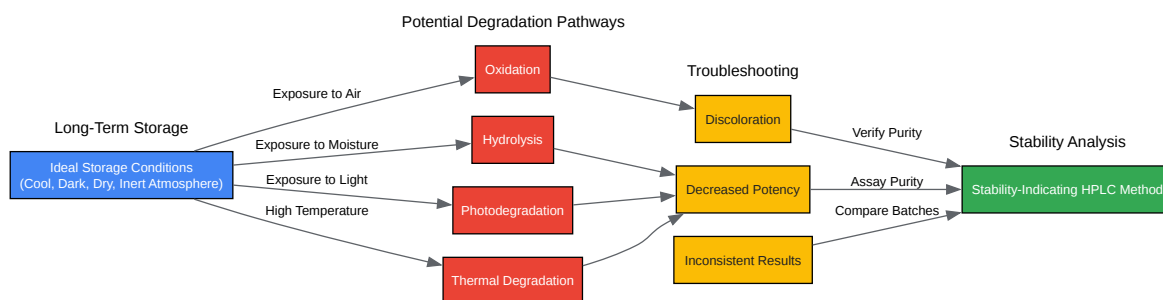 Long-Term Storage
Ideal Storage Conditions
(Cool, Dark, Dry, Inert Atmosphere)
Exposure to Air
Exposure to Moisture
Exposure to Light
High Temperature
Potential Degradation Pathways
Oxidation
Hydrolysis
Photodegradation
Thermal Degradation
Troubleshooting
Discoloration
Decreased Potency
Inconsistent Results
Verify Purity
Assay Purity
Compare Batches
Stability Analysis
Stability-Indicating HPLC Method